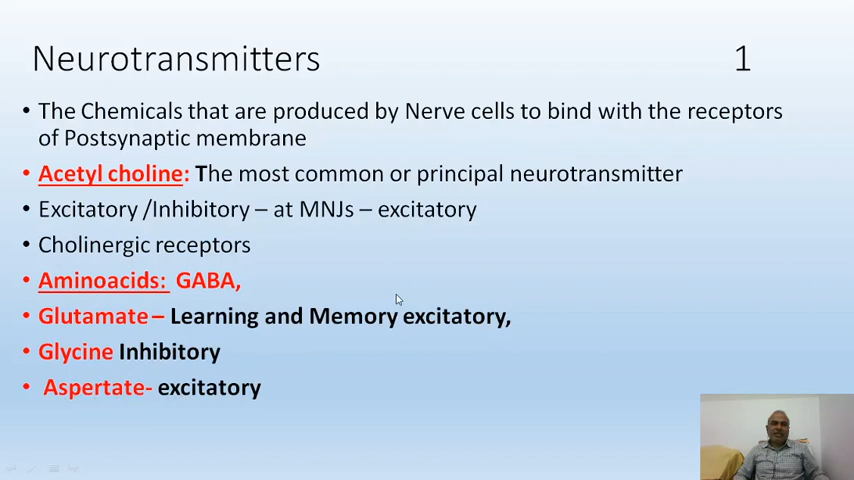 Neurotransmitters 1
• The Chemicals that are produced by Nerve cells to bind with the receptors
of Postsynaptic membrane
• Acetyl choline: The most common or principal neurotransmitter
• Excitatory /Inhibitory – at MNJs – excitatory
• Cholinergic receptors
• Aminoacids: GABA,
• Glutamate – Learning and Memory excitatory,
• Glycine Inhibitory
• Aspertate- excitatory